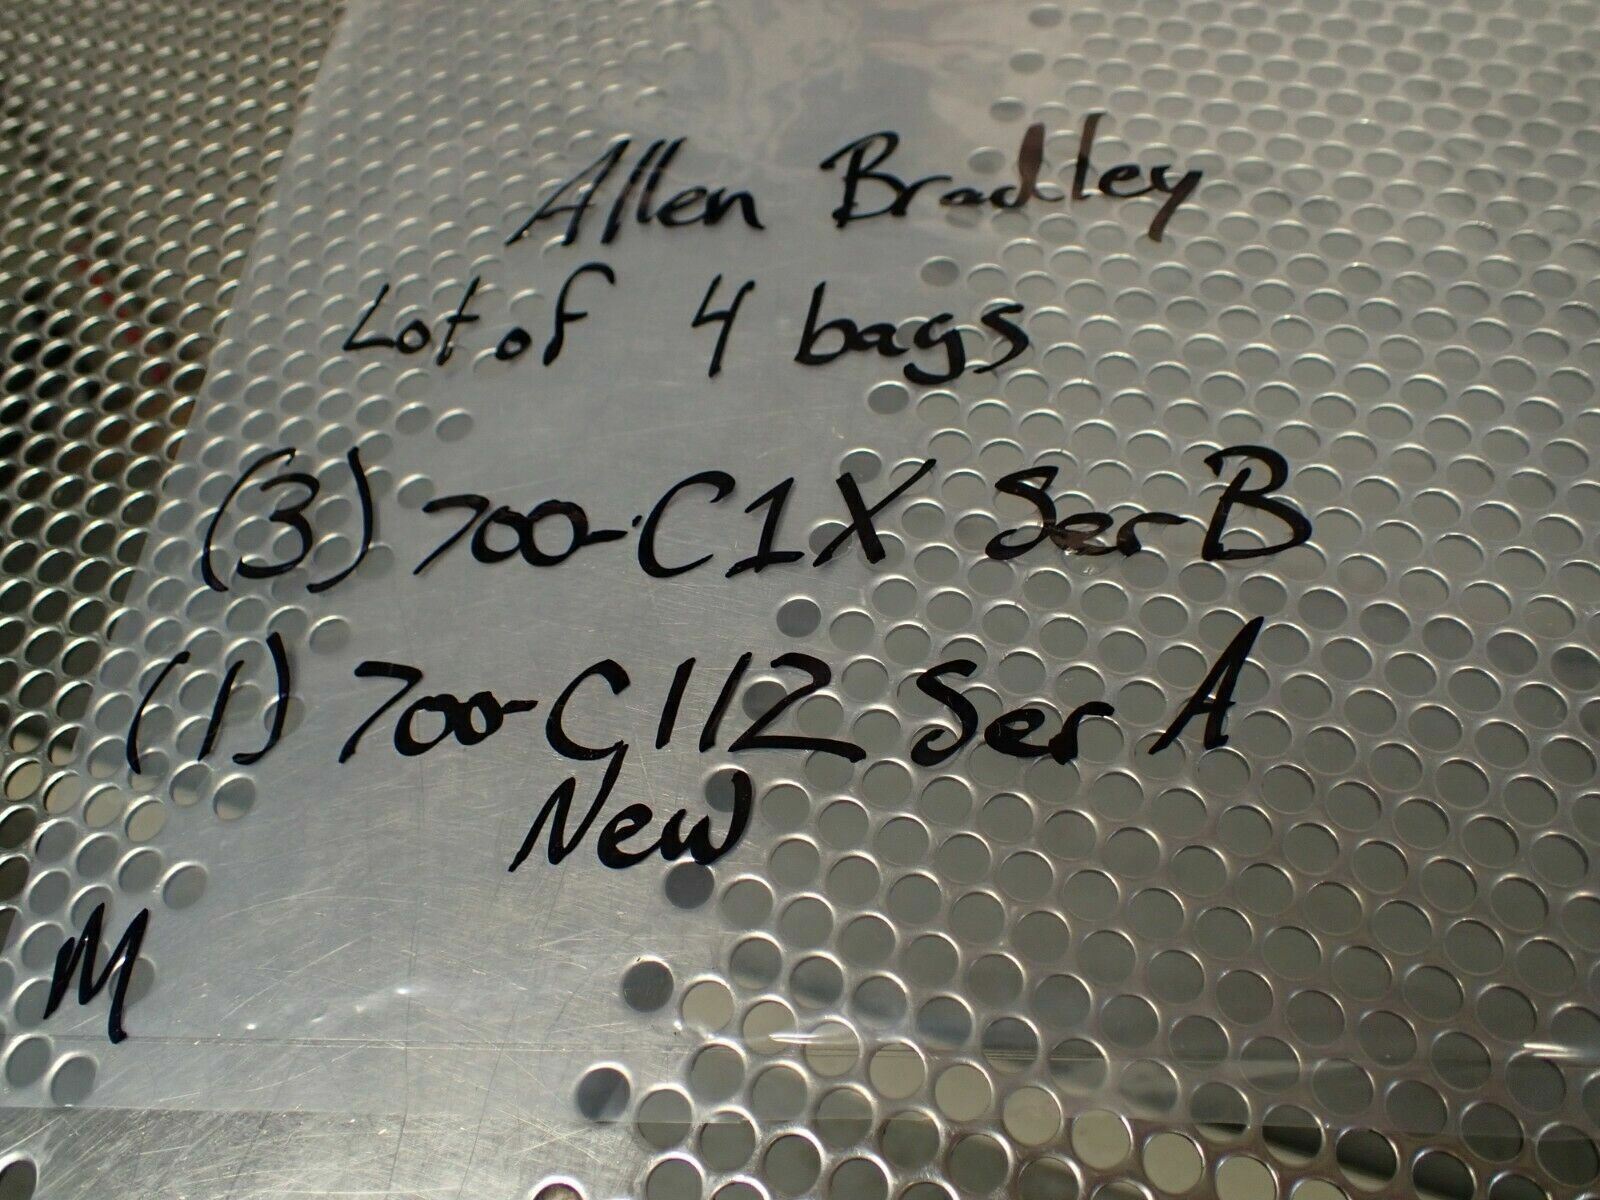 Allen Bradley
Lot of 4 bags
(3) 700-C1X Ser B
(1) 700-C112 Ser A
New
M